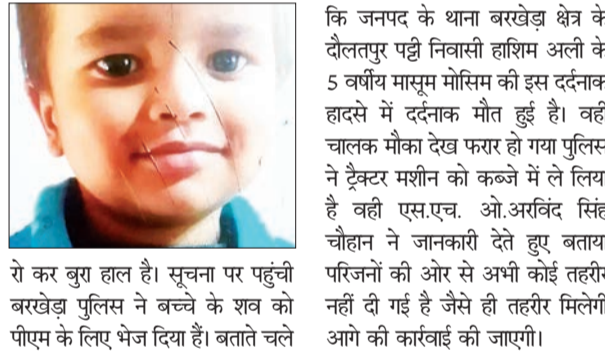 रो कर बुरा हाल है। सूचना पर पहुंची
बरखेड़ा पुलिस ने बच्चे के शव को
पीएम के लिए भेज दिया हैं। बताते चले
कि जनपद के थाना बरखेड़ा क्षेत्र के
दौलतपुर पट्टी निवासी हाशिम अली के
5 वर्षीय मासूम मोसिम की इस दर्दनाक
हादसे में दर्दनाक मौत हुई है। वही
चालक मौका देख फरार हो गया पुलिस
ने ट्रैक्टर मशीन को कब्जे में ले लिया
है वही एस.एच. ओ.अरविंद सिंह
चौहान ने जानकारी देते हुए बताया
परिजनों की ओर से अभी कोई तहरीर
नहीं दी गई है जैसे ही तहरीर मिलेगी
आगे की कार्रवाई की जाएगी।